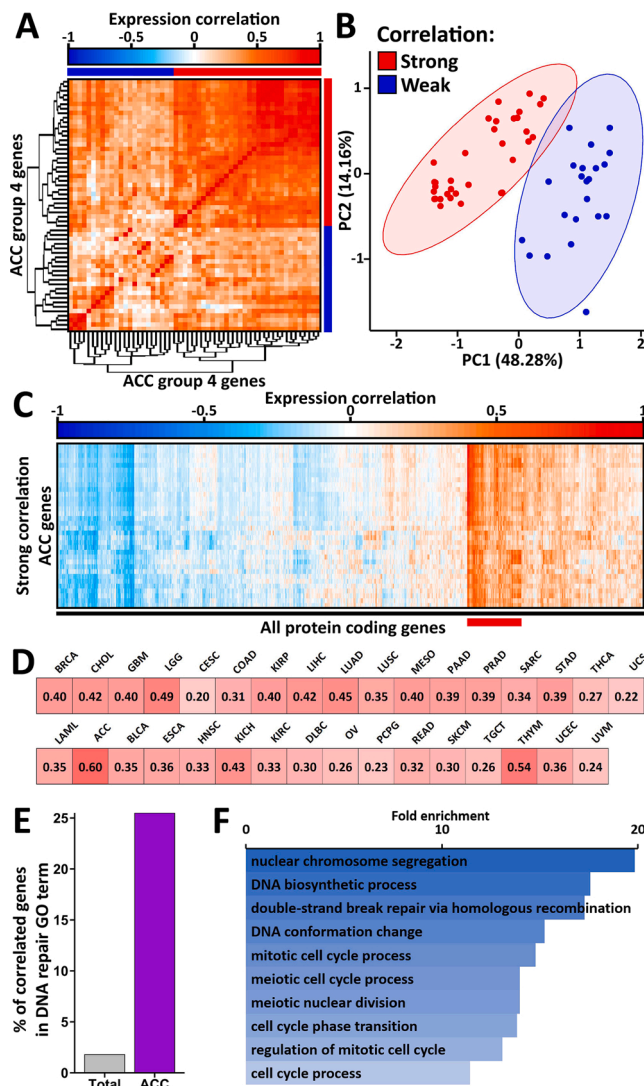 A
Expression correlation
-1 -0.5 0 0.5 1
ACC group 4 genes
ACC group 4 genes
B
Correlation:
Strong
Weak
PC2 (14.16%)
1
0
-1
-2 -1 0 1 2
PC1 (48.28%)
C
Expression correlation
-1 -0.5 0 0.5 1
Strong correlation
ACC genes
All protein coding genes
D
BRCA CHOL GBM LGG CESC COAD KIRP LIHC LUAD LUSC MESO PAAD PRAD SARC STAD THCA UCS
0.40 0.42 0.40 0.49 0.20 0.31 0.40 0.42 0.45 0.35 0.40 0.39 0.39 0.34 0.39 0.27 0.22
LAML ACC BLCA ESCA HNSC KICH KIRC DLBC OV PCPG READ SKCM TGCT THYM UCEC UVM
0.35 0.60 0.35 0.36 0.33 0.43 0.33 0.30 0.26 0.23 0.32 0.30 0.26 0.54 0.36 0.24
E
% of correlated genes
in DNA repair GO term
25
20
15
10
5
0
Total ACC
F
Fold enrichment
0 10 20
nuclear chromosome segregation
DNA biosynthetic process
double-strand break repair via homologous recombination
DNA conformation change
mitotic cell cycle process
meiotic cell cycle process
meiotic nuclear division
cell cycle phase transition
regulation of mitotic cell cycle
cell cycle process